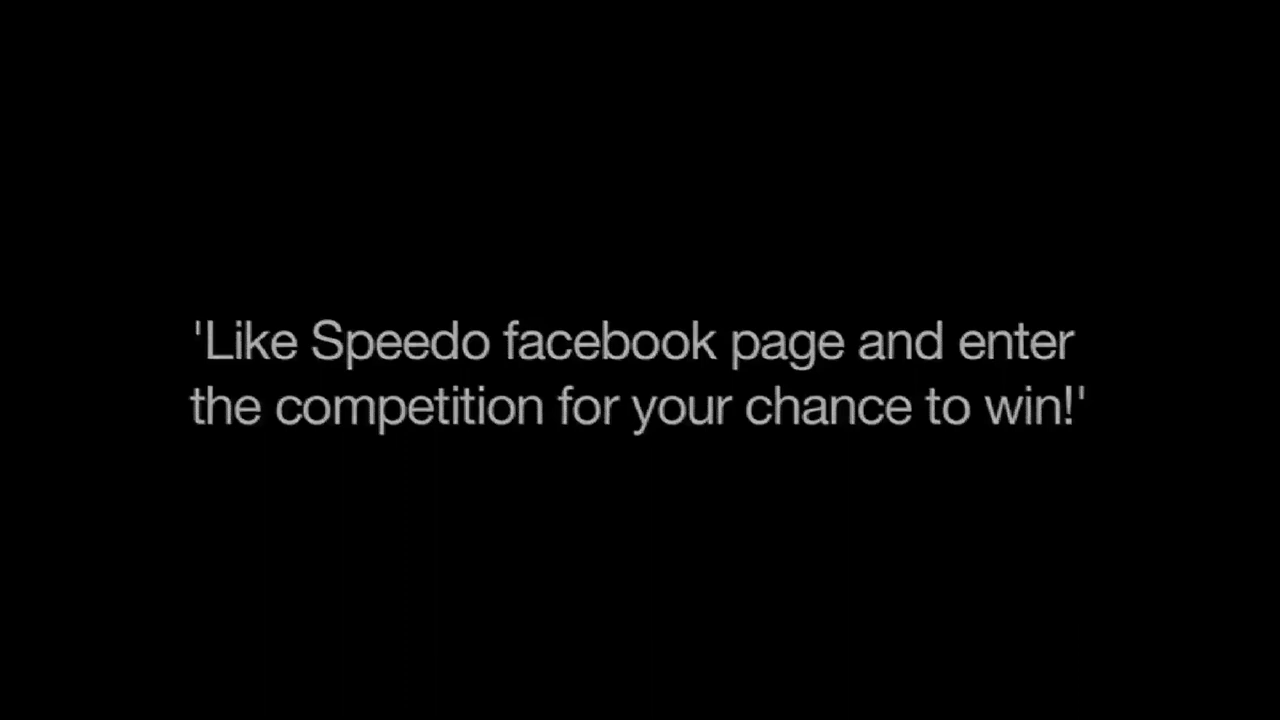 'Like Speedo facebook page and enter
the competition for your chance to win!'